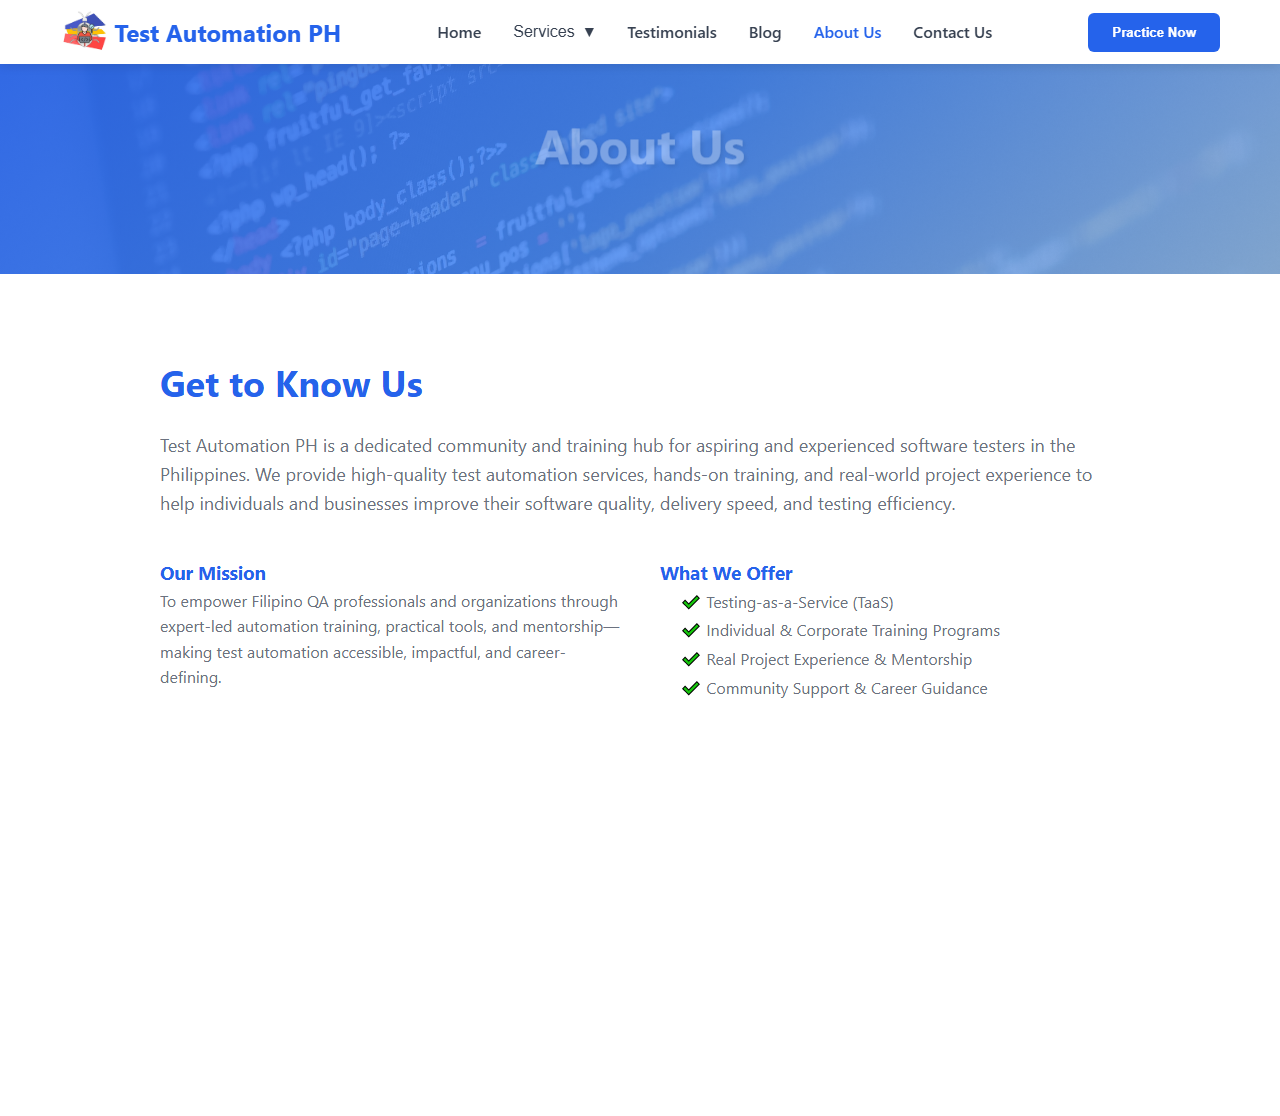 Test Automation PH
Home Services ▼ Testimonials Blog About Us Contact Us
Practice Now
About Us
Get to Know Us
Test Automation PH is a dedicated community and training hub for aspiring and experienced software testers in the
Philippines. We provide high-quality test automation services, hands-on training, and real-world project experience to
help individuals and businesses improve their software quality, delivery speed, and testing efficiency.
Our Mission
To empower Filipino QA professionals and organizations through
expert-led automation training, practical tools, and mentorship—
making test automation accessible, impactful, and career-
defining.
What We Offer
Testing-as-a-Service (TaaS)
Individual & Corporate Training Programs
Real Project Experience & Mentorship
Community Support & Career Guidance